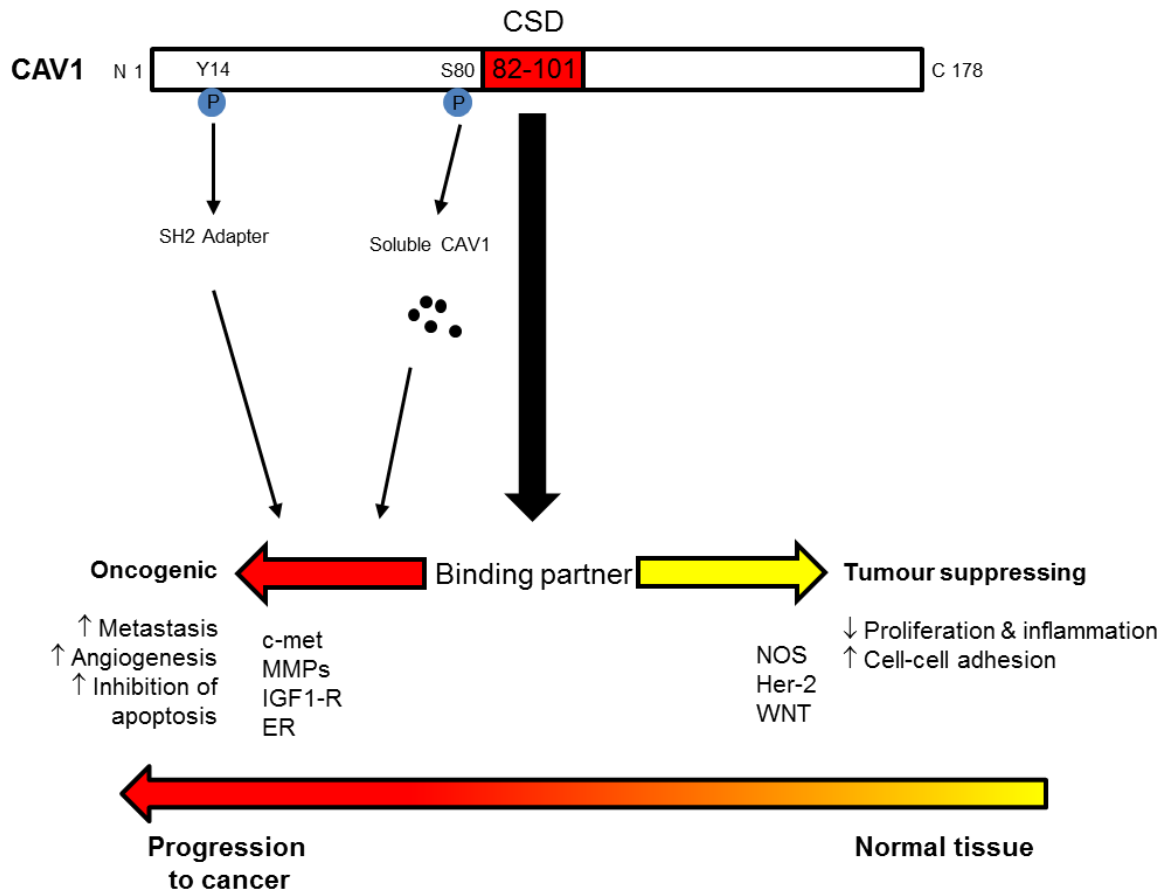 CSD
CAV1 N 1 Y14 S80 82-101 C 178
P P
SH2 Adapter
Soluble CAV1
Oncogenic
Binding partner
Tumour suppressing
↑ Metastasis
↑ Angiogenesis
↑ Inhibition of
apoptosis
c-met
MMPs
IGF1-R
ER
NOS
Her-2
WNT
↓ Proliferation & inflammation
↑ Cell-cell adhesion
Progression
to cancer
Normal tissue